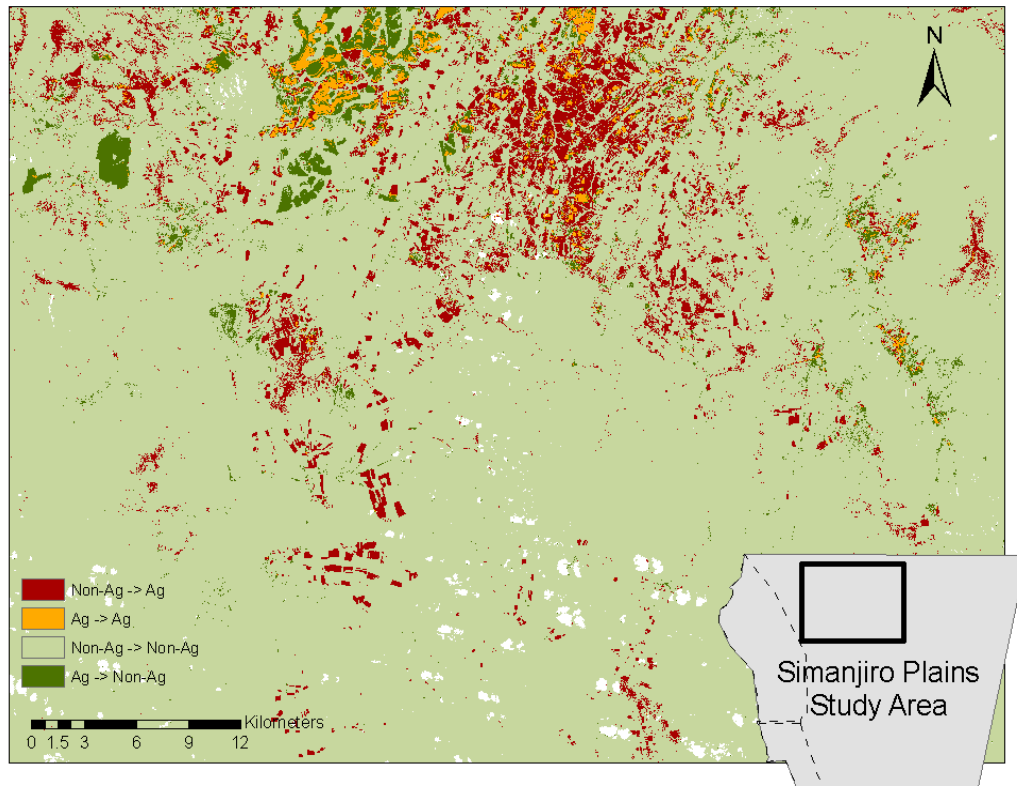 N
Non-Ag -> Ag
Ag -> Ag
Non-Ag -> Non-Ag
Ag -> Non-Ag
Kilometers
0 1.5 3 6 9 12
Simanjiro Plains
Study Area